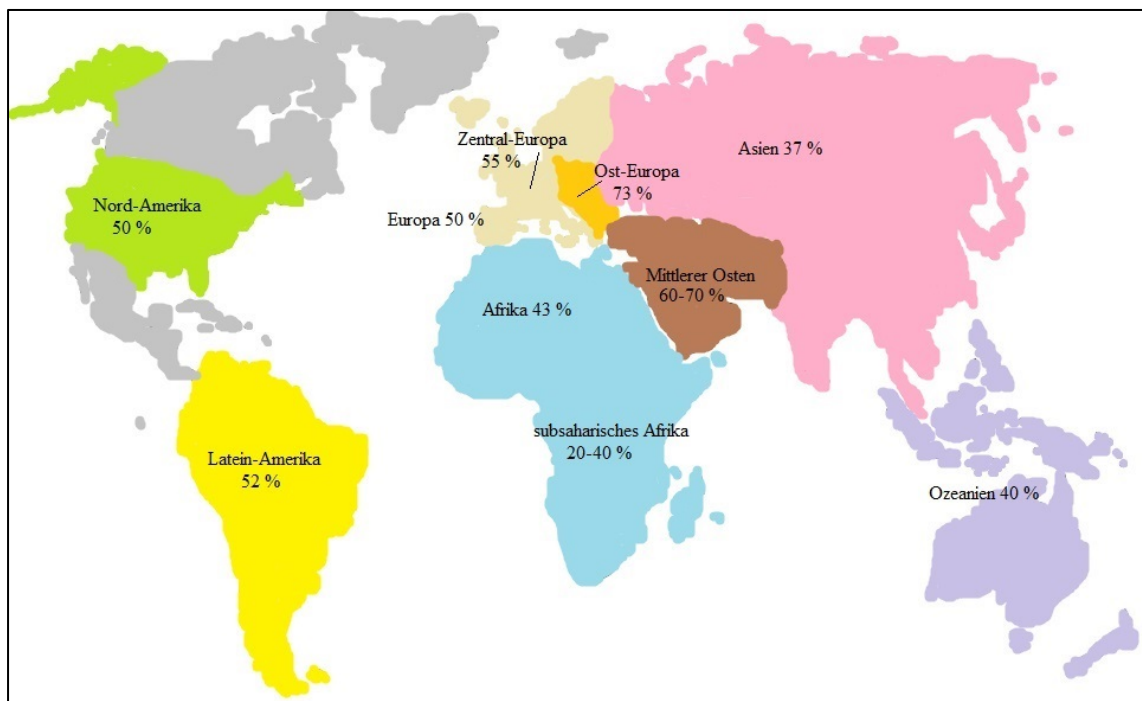 Zentral-Europa
55 %
Asien 37 %
Ost-Europa
73 %
Nord-Amerika
50 %
Europa 50 %
Mittlerer Osten
60-70 %
Afrika 43 %
subsaharisches Afrika
20-40 %
Latein-Amerika
52 %
Ozeanien 40 %